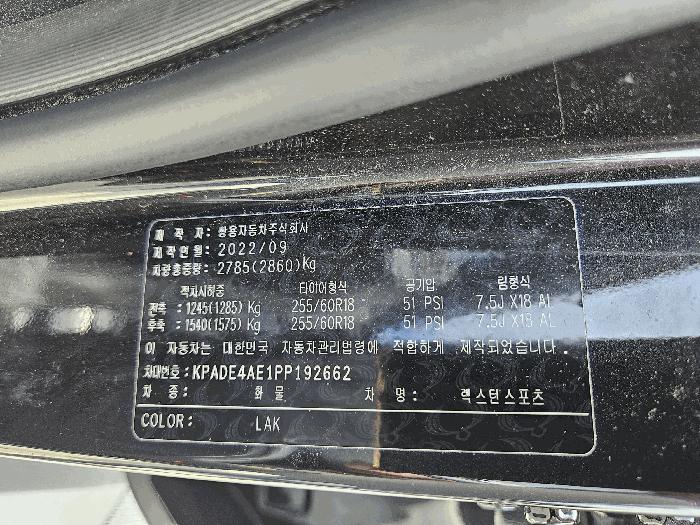 제 작 자: 쌍용자동차주식회사
제작연월: 2022/09
차량총중량: 2785(2860)Kg
적차시하중 타이어형식 공기압 림형식
전축: 1245(1285) Kg 255/60R18 51 PSI 7.5J X18 AL
후축: 1540(1575) Kg 255/60R18 51 PSI 7.5J X18 AL
이 자동차는 대한민국 자동차관리법령에 적합하게 제작되었습니다.
차대번호: KPADE4AE1PP192662
차 종: 화물 차 명: 렉스턴스포츠
COLOR: LAK